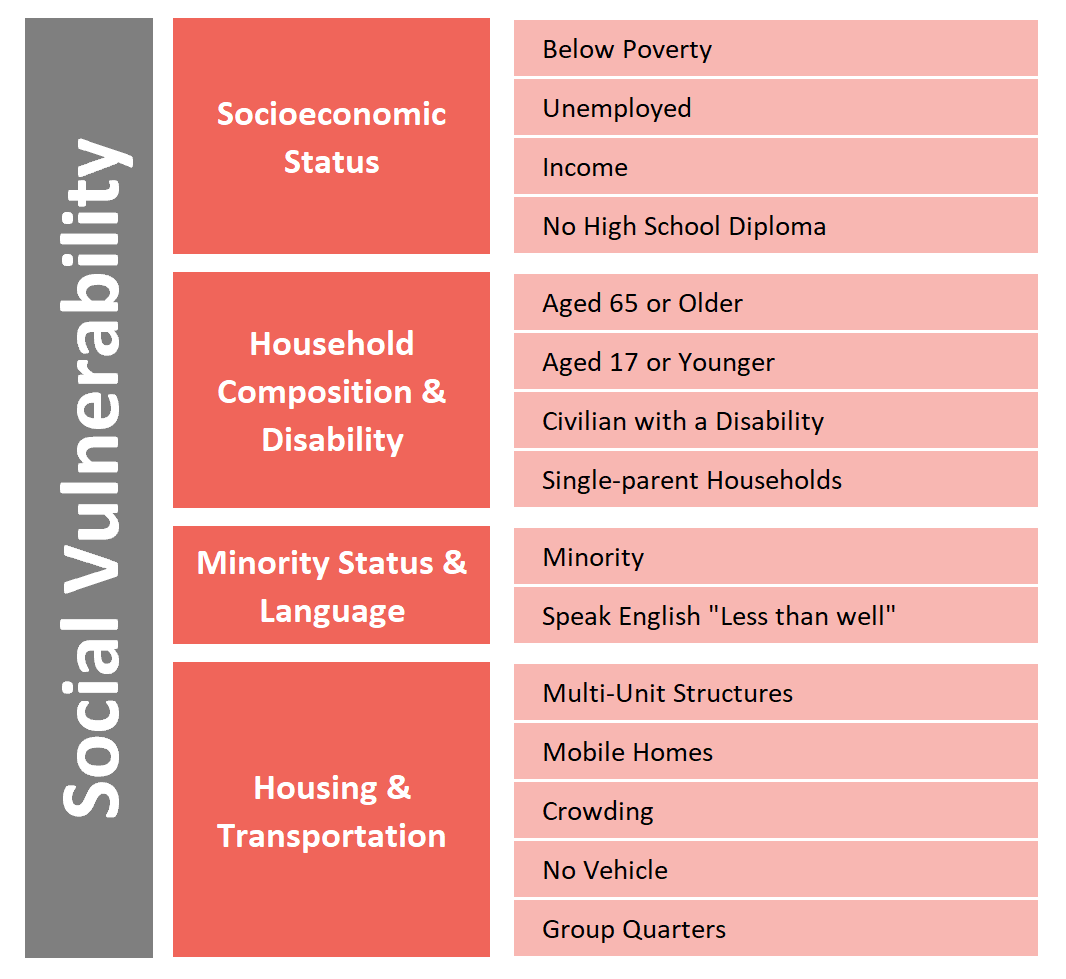 Social Vulnerability
Socioeconomic
Status
Below Poverty
Unemployed
Income
No High School Diploma
Household
Composition &
Disability
Aged 65 or Older
Aged 17 or Younger
Civilian with a Disability
Single-parent Households
Minority Status &
Language
Minority
Speak English "Less than well"
Housing &
Transportation
Multi-Unit Structures
Mobile Homes
Crowding
No Vehicle
Group Quarters